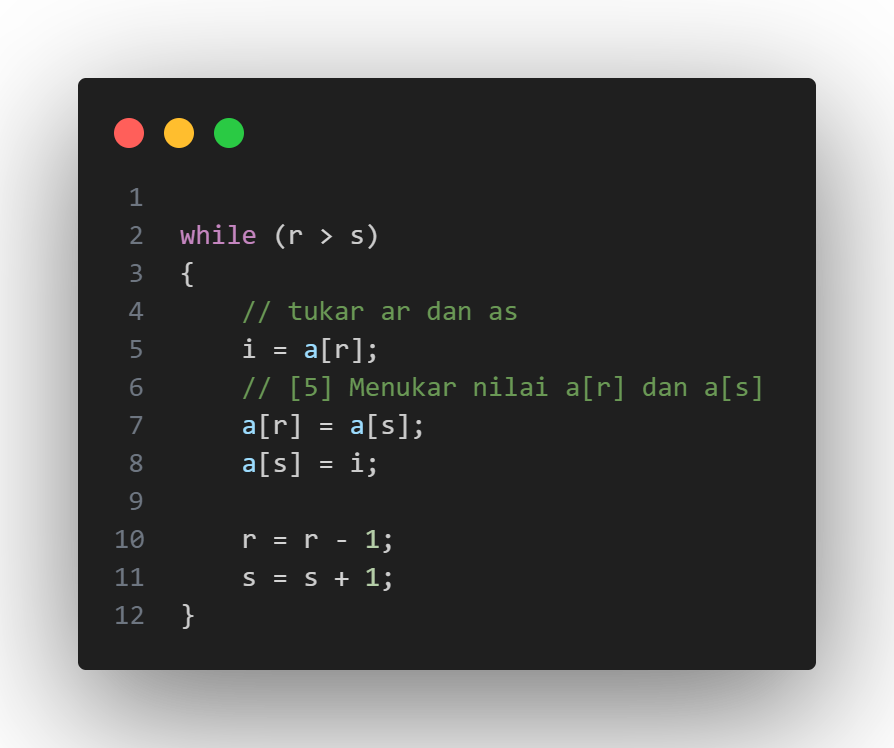 1
2 while (r > s)
3 {
4     // tukar ar dan as
5     i = a[r];
6     // [5] Menukar nilai a[r] dan a[s]
7     a[r] = a[s];
8     a[s] = i;
9
10     r = r - 1;
11     s = s + 1;
12 }